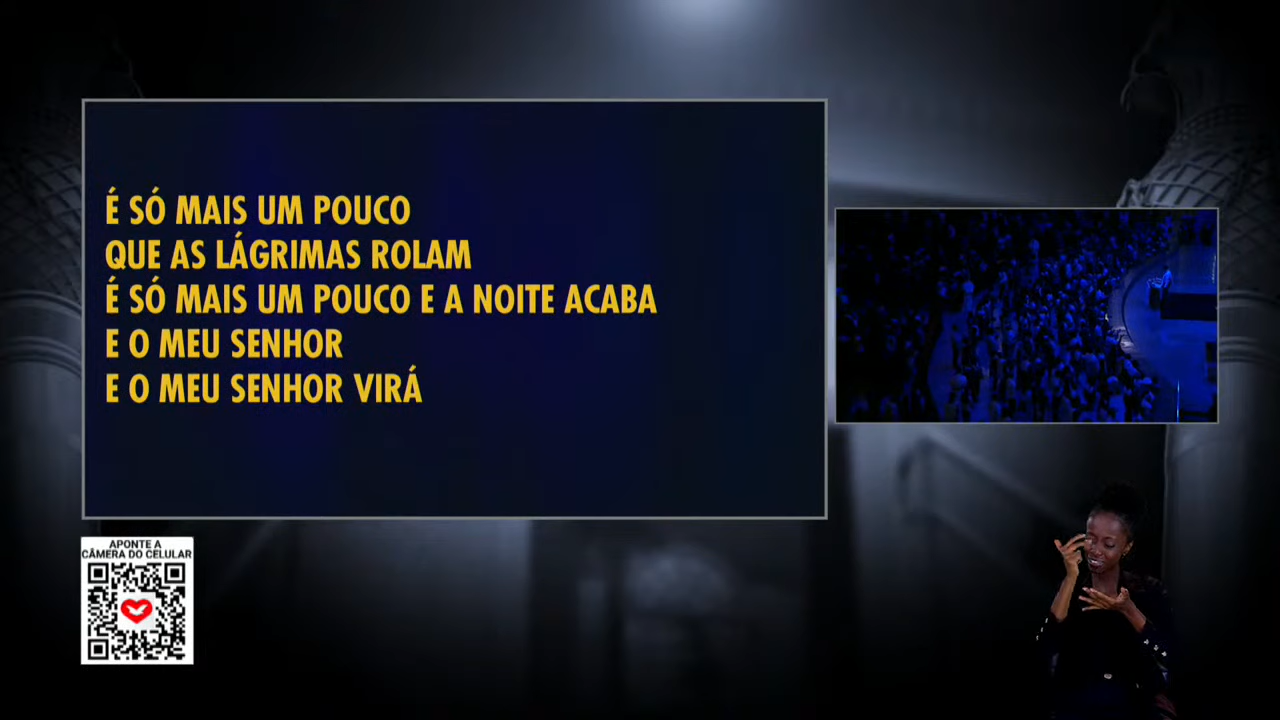 É SÓ MAIS UM POUCO
QUE AS LÁGRIMAS ROLAM
É SÓ MAIS UM POUCO E A NOITE ACABA
E O MEU SENHOR
E O MEU SENHOR VIRÁ
APONTE A
CÂMERA DO CELULAR